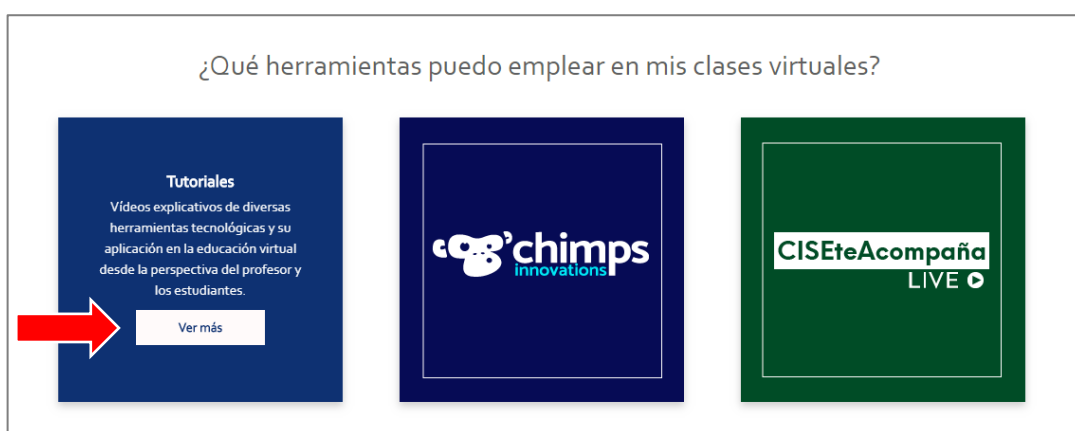 ¿Qué herramientas puedo emplear en mis clases virtuales?
Tutoriales
Vídeos explicativos de diversas
herramientas tecnológicas y su
aplicación en la educación virtual
desde la perspectiva del profesor y
los estudiantes.
Ver más
chimps
innovations
CISEteAcompaña
LIVE